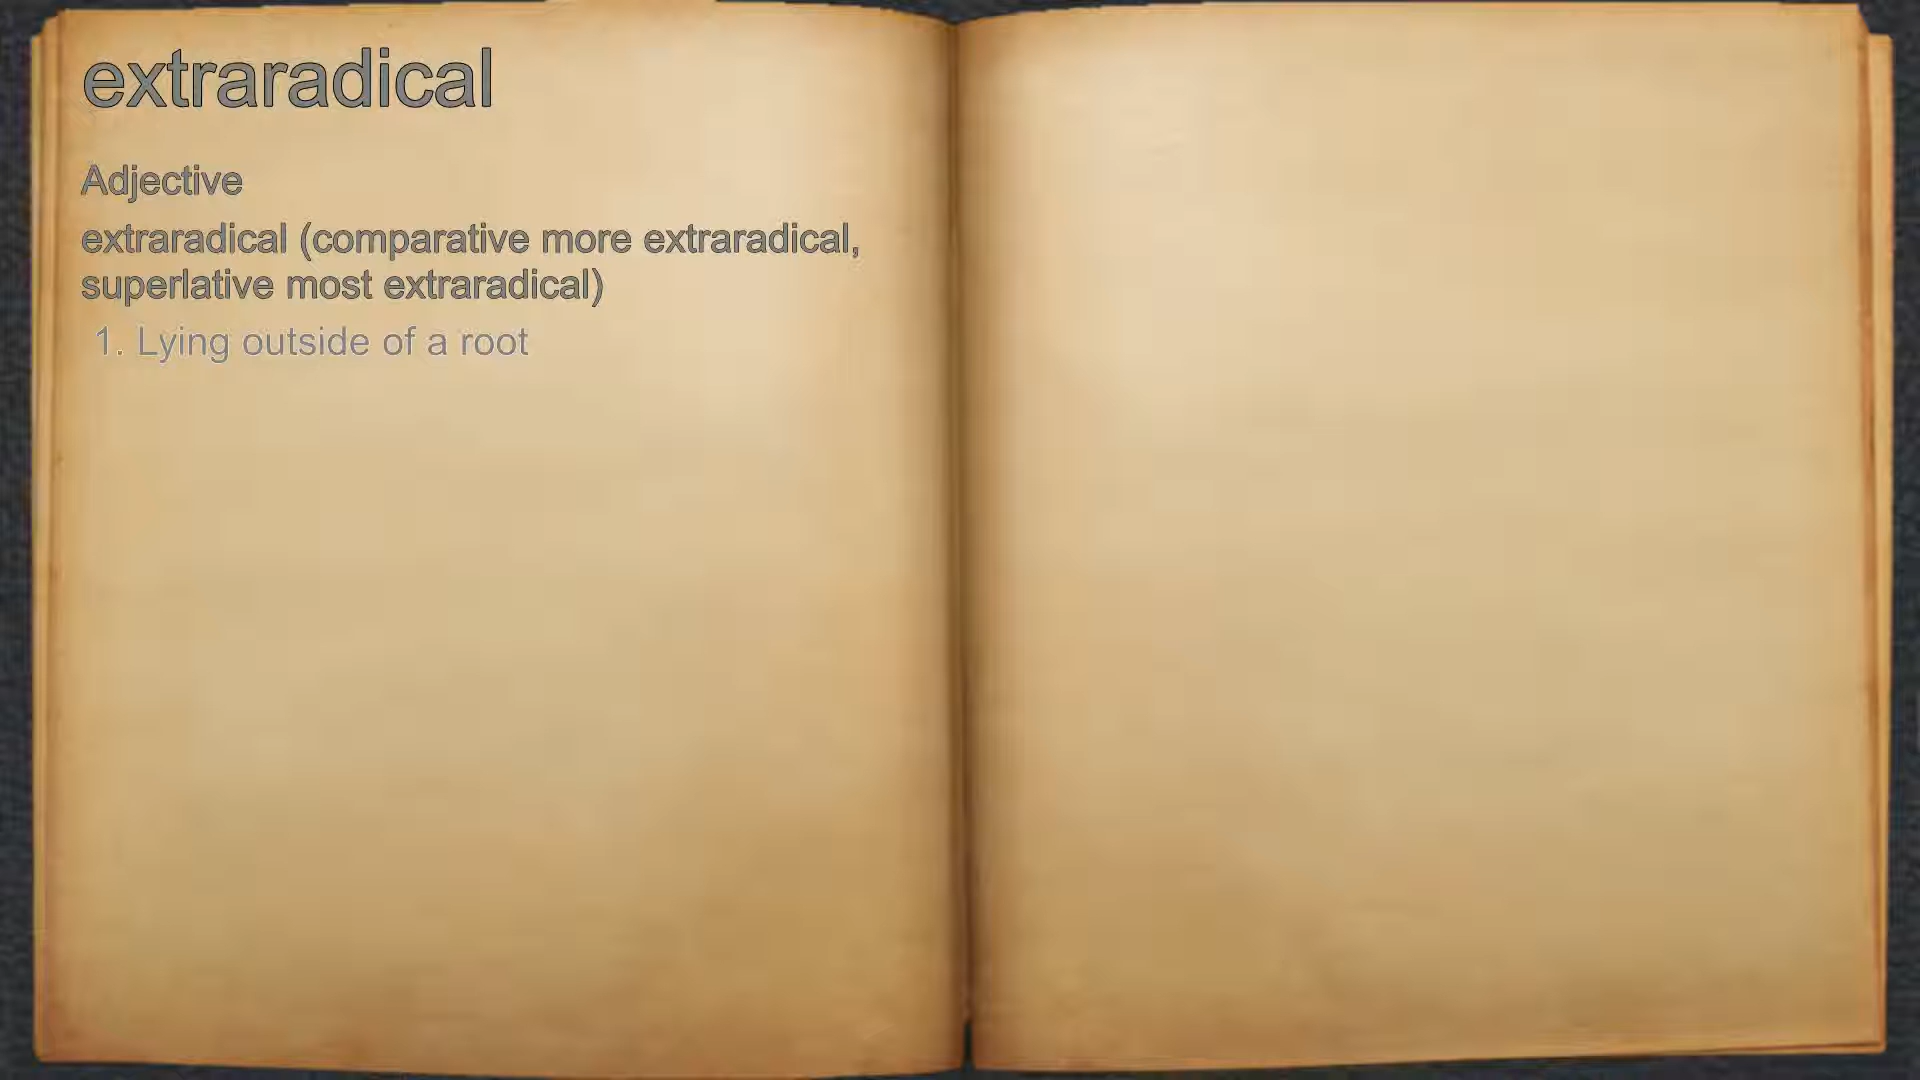 extraradical
Adjective
extraradical (comparative more extraradical,
superlative most extraradical)
1. Lying outside of a root